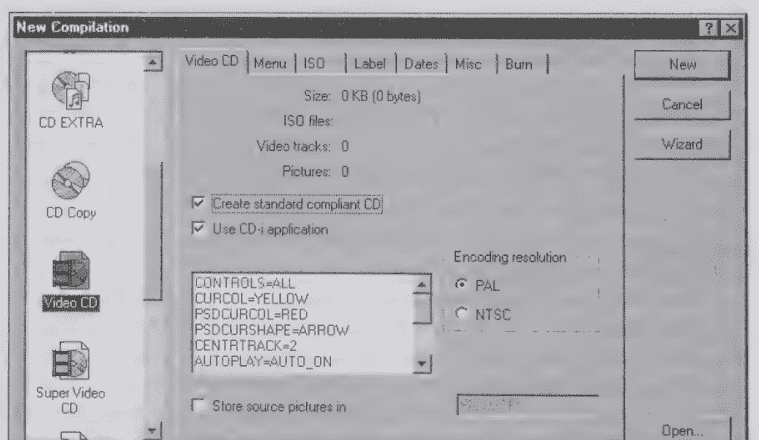 New Compilation
CD EXTRA
CD Copy
Video CD
Super Video
CD
Video CD Menu ISO Label Dates Misc Burn
Size: 0 KB (0 bytes)
ISO files:
Video tracks: 0
Pictures: 0
Create standard compliant CD
Use CD-i application
CONTROLS=ALL
CURCOL=YELLOW
PSDCURCOL=RED
PSDCURSHAPE=ARROW
CENTRTRACK=2
AUTOPLAY=AUTO_ON
Encoding resolution
PAL
NTSC
Store source pictures in
New
Cancel
Wizard
Open...